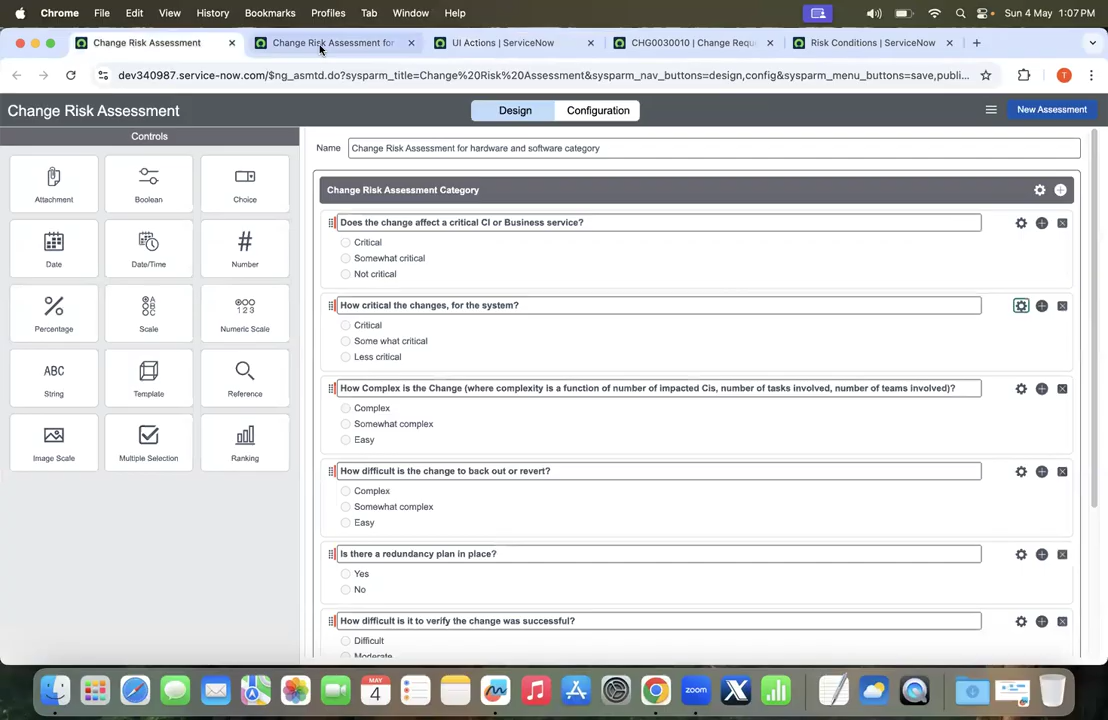 Chrome File Edit View History Bookmarks Profiles Tab Window Help Sun 4 May 1:07PM
Change Risk Assessment Change Risk Assessment for UI Actions | ServiceNow CHG0030010 | Change Requ Risk Conditions | ServiceNow
dev340987.service-now.com/$ng_asmtd.do?sysparm_title=Change%20Risk%20Assessment&sysparm_nav_buttons=design,config&sysparm_menu_buttons=save,publi... T
Change Risk Assessment Design Configuration New Assessment
Controls
Name Change Risk Assessment for hardware and software category
Attachment Boolean Choice
Date Date/Time Number
Percentage Scale Numeric Scale
1 2 3
ABC
String Template Reference
Image Scale Multiple Selection Ranking
Change Risk Assessment Category
Does the change affect a critical CI or Business service?
Critical
Somewhat critical
Not critical
How critical the changes, for the system?
Critical
Some what critical
Less critical
How Complex is the Change (where complexity is a function of number of impacted Cis, number of tasks involved, number of teams involved)?
Complex
Somewhat complex
Easy
How difficult is the change to back out or revert?
Complex
Somewhat complex
Easy
Is there a redundancy plan in place?
Yes
No
How difficult is it to verify the change was successful?
Difficult
Moderate
MAY
4
zoom